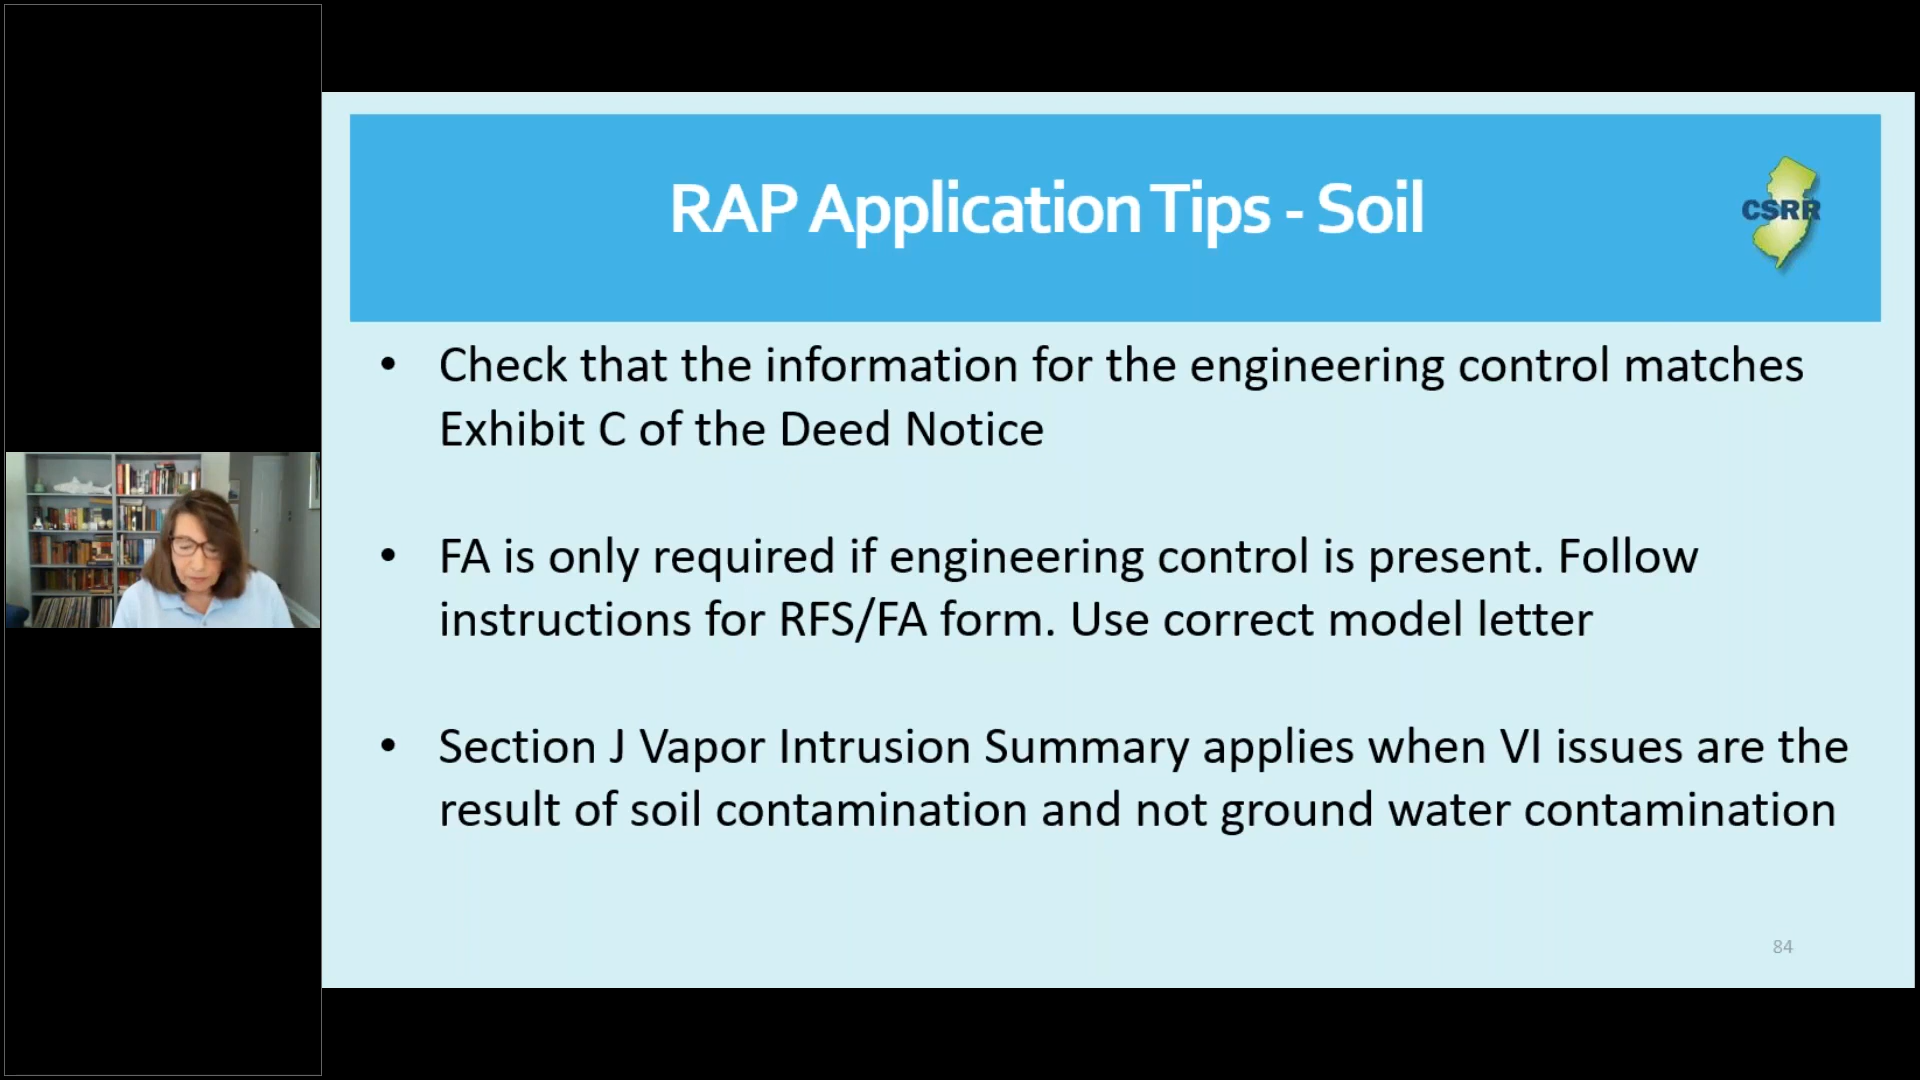 RAP Application Tips - Soil
CSRR
• Check that the information for the engineering control matches
Exhibit C of the Deed Notice
• FA is only required if engineering control is present. Follow
instructions for RFS/FA form. Use correct model letter
• Section J Vapor Intrusion Summary applies when VI issues are the
result of soil contamination and not ground water contamination
84